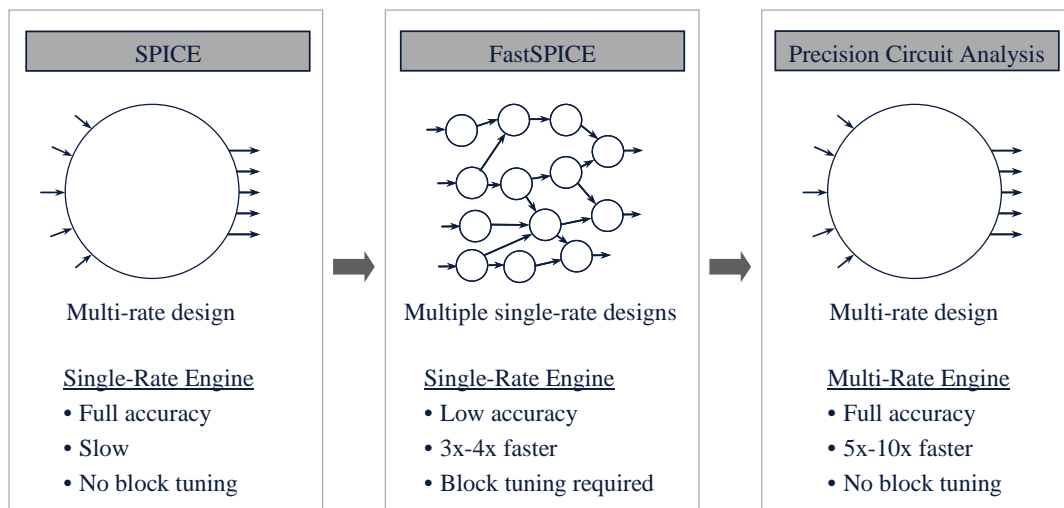 SPICE
Multi-rate design
Single-Rate Engine
• Full accuracy
• Slow
• No block tuning
FastSPICE
Multiple single-rate designs
Single-Rate Engine
• Low accuracy
• 3x-4x faster
• Block tuning required
Precision Circuit Analysis
Multi-rate design
Multi-Rate Engine
• Full accuracy
• 5x-10x faster
• No block tuning